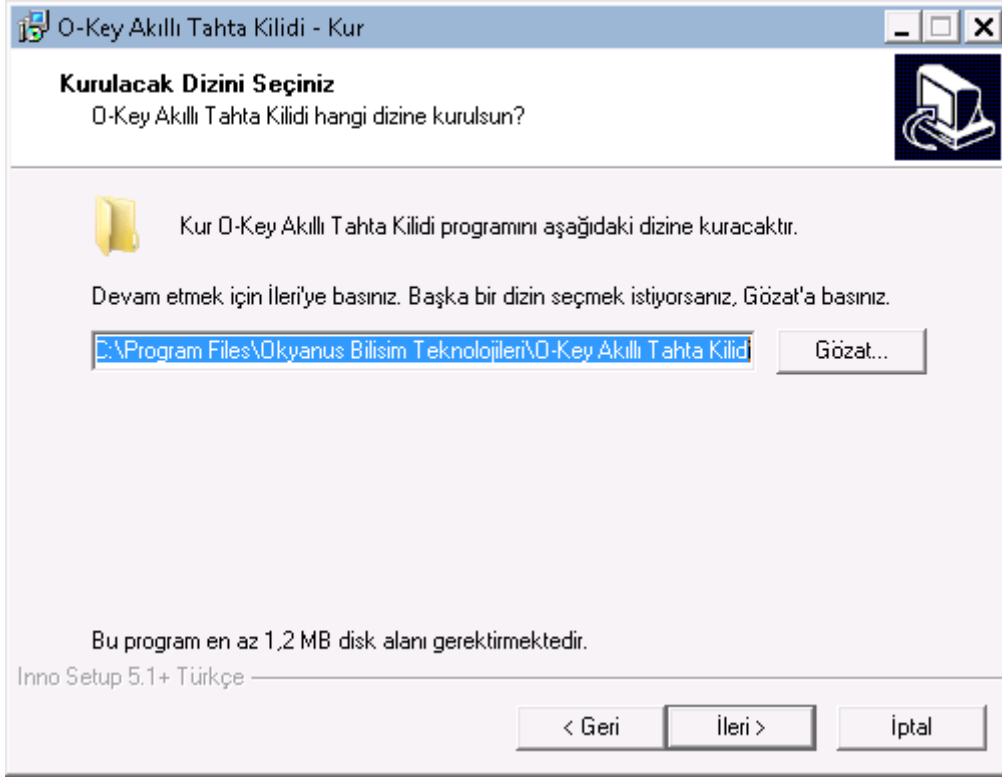 O-Key Akıllı Tahta Kilidi - Kur
Kurulacak Dizini Seçiniz
O-Key Akıllı Tahta Kilidi hangi dizine kurulsun?
Kur O-Key Akıllı Tahta Kilidi programını aşağıdaki dizine kuracaktır.
Devam etmek için İleri'ye basınız. Başka bir dizin seçmek istiyorsanız, Gözat'a basınız.
C:\Program Files\Okyanus Bilisim Teknolojileri\O-Key Akıllı Tahta Kilidi
Gözat...
Bu program en az 1,2 MB disk alanı gerektirmektedir.
Inno Setup 5.1+ Türkçe
< Geri
İleri >
İptal